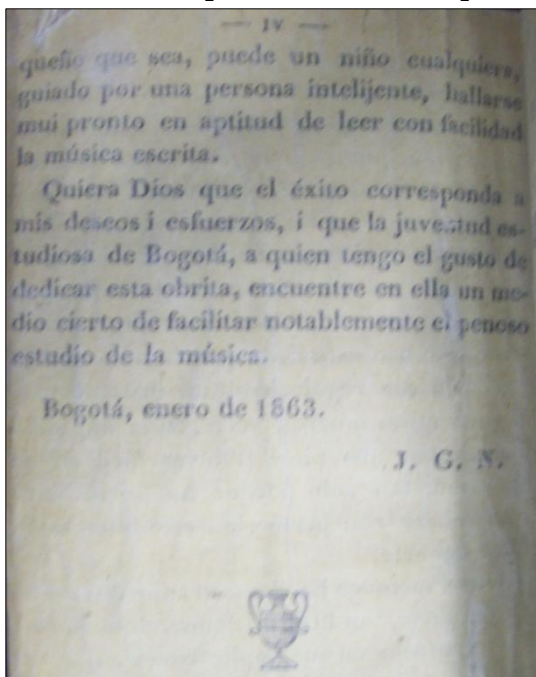 — IV —
queño que sea, puede un niño cualquiera,
guiado por una persona intelijente, hallarse
mui pronto en aptitud de leer con facilidad
la música escrita.
Quiera Dios que el éxito corresponda a
mis deseos i esfuerzos, i que la juventud es-
tudiosa de Bogotá, a quien tengo el gusto de
dedicar esta obrita, encuentre en ella un me-
dio cierto de facilitar notablemente el penoso
estudio de la música.
Bogotá, enero de 1863.
J. G. N.